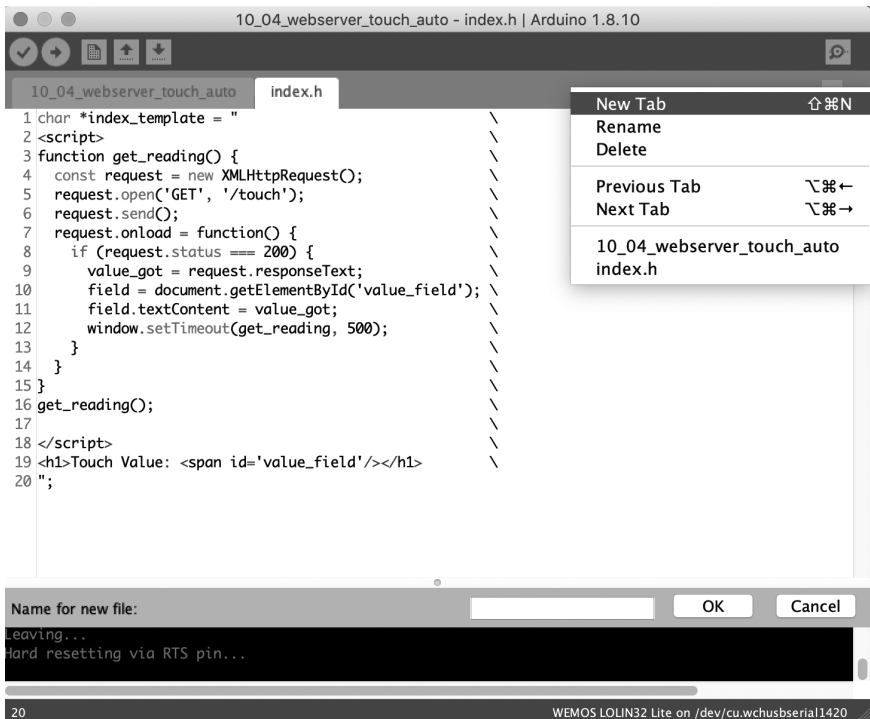 10_04_webserver_touch_auto - index.h | Arduino 1.8.10
10_04_webserver_touch_auto index.h
New Tab ⇧⌘N
Rename
Delete
Previous Tab ⌥⌘←
Next Tab ⌥⌘→
10_04_webserver_touch_auto
index.h
1 char *index_template = " \
2 <script> \
3 function get_reading() { \
4   const request = new XMLHttpRequest(); \
5   request.open('GET', '/touch'); \
6   request.send(); \
7   request.onload = function() { \
8     if (request.status === 200) { \
9       value_got = request.responseText; \
10       field = document.getElementById('value_field'); \
11       field.textContent = value_got; \
12       window.setTimeout(get_reading, 500); \
13     } \
14   } \
15 } \
16 get_reading(); \
17 \
18 </script> \
19 <h1>Touch Value: <span id='value_field'/></h1> \
20 ";
Name for new file: OK Cancel
Leaving...
Hard resetting via RTS pin...
20 WEMOS LOLIN32 Lite on /dev/cu.wchusbserial1420